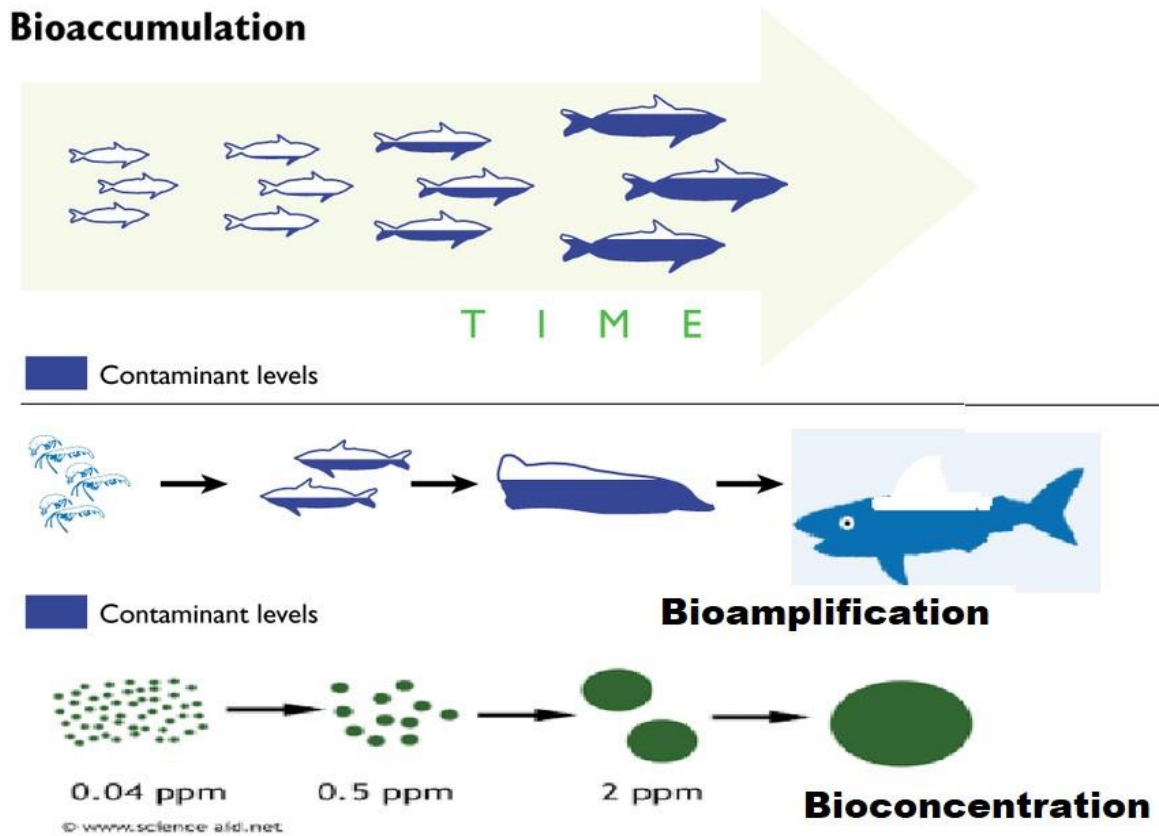 Bioaccumulation
T I M E
Contaminant levels
Contaminant levels
Bioamplification
0.04 ppm 0.5 ppm 2 ppm
Bioconcentration
© www.science aid.net